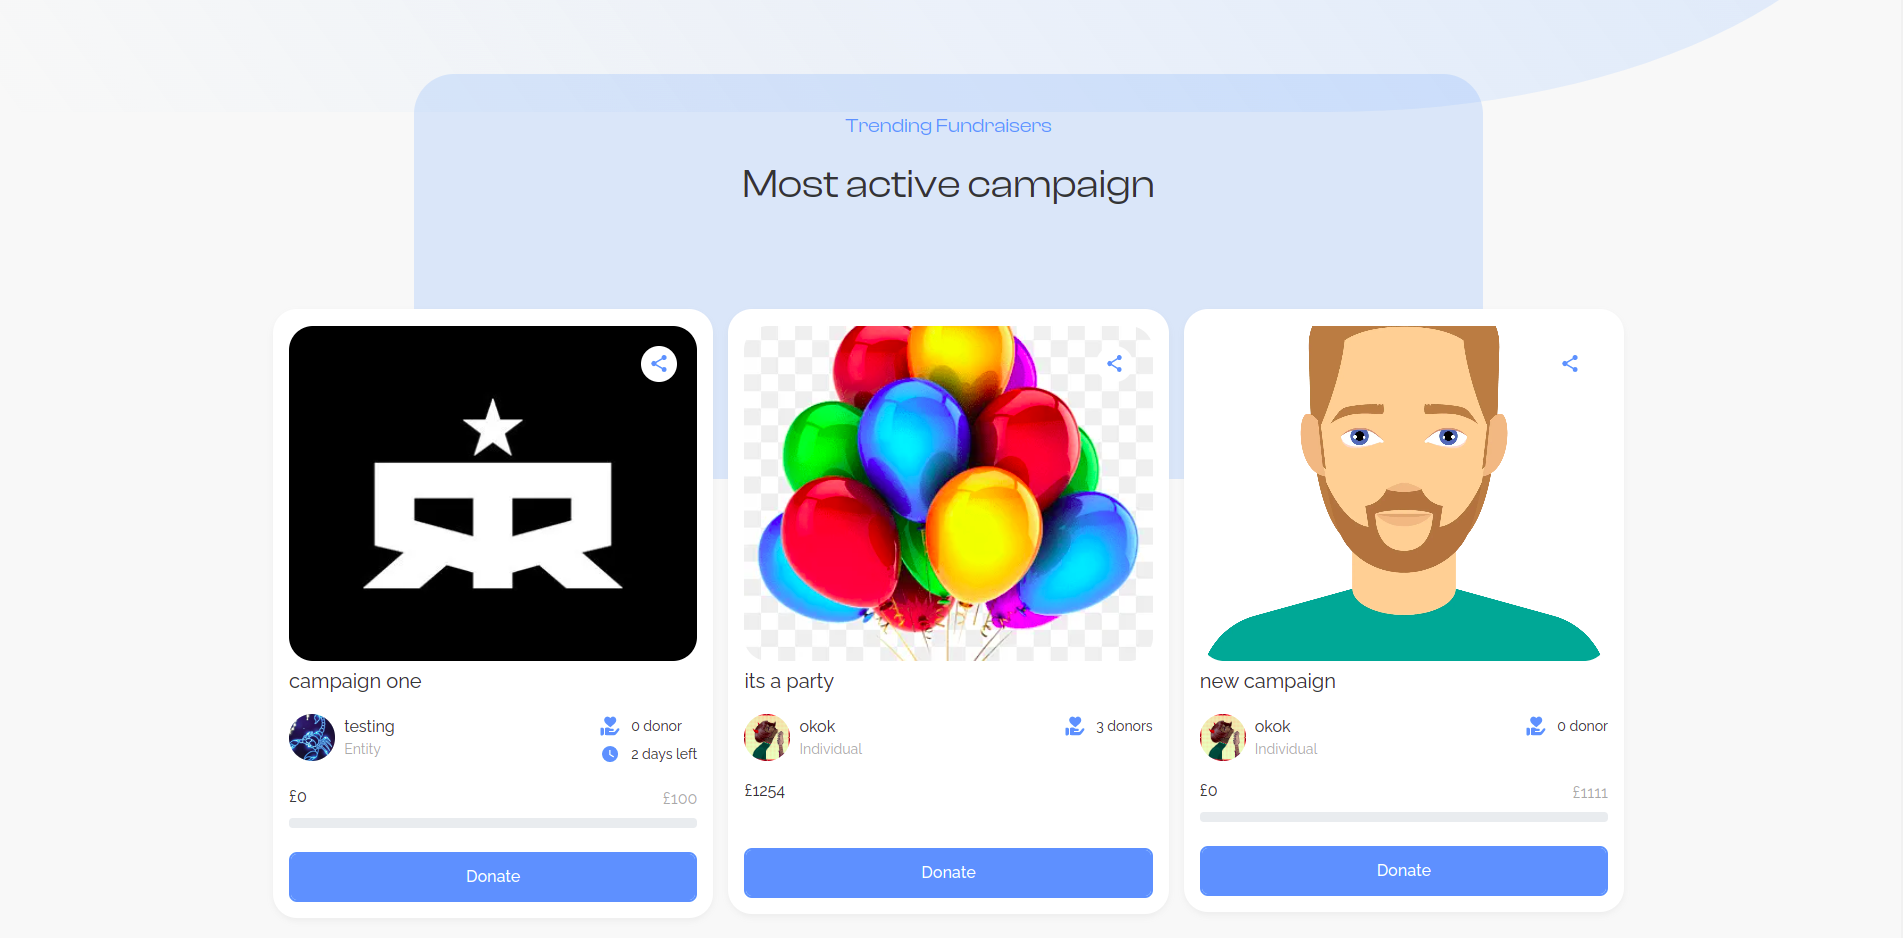 Trending Fundraisers
Most active campaign
campaign one
testing
Entity
0 donor
2 days left
£0
£100
Donate
its a party
okok
Individual
3 donors
£1254
Donate
new campaign
okok
Individual
0 donor
£0
£1111
Donate